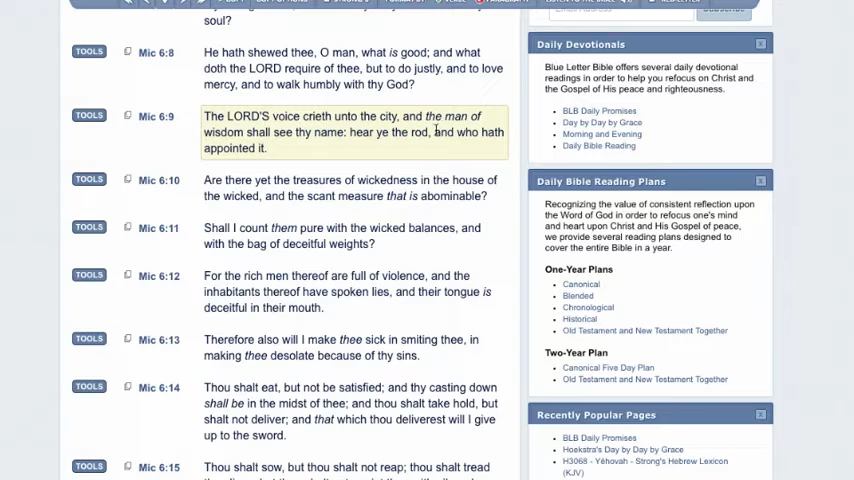 soul?
TOOLS Mic 6:8 He hath shewed thee, O man, what is good; and what
doth the LORD require of thee, but to do justly, and to love
mercy, and to walk humbly with thy God?
TOOLS Mic 6:9 The LORD'S voice crieth unto the city, and the man of
wisdom shall see thy name: hear ye the rod, and who hath
appointed it.
TOOLS Mic 6:10 Are there yet the treasures of wickedness in the house of
the wicked, and the scant measure that is abominable?
TOOLS Mic 6:11 Shall I count them pure with the wicked balances, and
with the bag of deceitful weights?
TOOLS Mic 6:12 For the rich men thereof are full of violence, and the
inhabitants thereof have spoken lies, and their tongue is
deceitful in their mouth.
TOOLS Mic 6:13 Therefore also will I make thee sick in smiting thee, in
making thee desolate because of thy sins.
TOOLS Mic 6:14 Thou shalt eat, but not be satisfied; and thy casting down
shall be in the midst of thee; and thou shalt take hold, but
shalt not deliver; and that which thou deliverest will I give
up to the sword.
TOOLS Mic 6:15 Thou shalt sow, but thou shalt not reap; thou shalt tread
Email Address Subscribe
Daily Devotionals
Blue Letter Bible offers several daily devotional
readings in order to help you refocus on Christ and
the Gospel of His peace and righteousness.
BLB Daily Promises
Day by Day by Grace
Morning and Evening
Daily Bible Reading
Daily Bible Reading Plans
Recognizing the value of consistent reflection upon
the Word of God in order to refocus one's mind
and heart upon Christ and His Gospel of peace,
we provide several reading plans designed to
cover the entire Bible in a year.
One-Year Plans
Canonical
Blended
Chronological
Historical
Old Testament and New Testament Together
Two-Year Plan
Canonical Five Day Plan
Old Testament and New Testament Together
Recently Popular Pages
BLB Daily Promises
Hoekstra's Day by Day by Grace
H3068 - Yĕhovah - Strong's Hebrew Lexicon
(KJV)